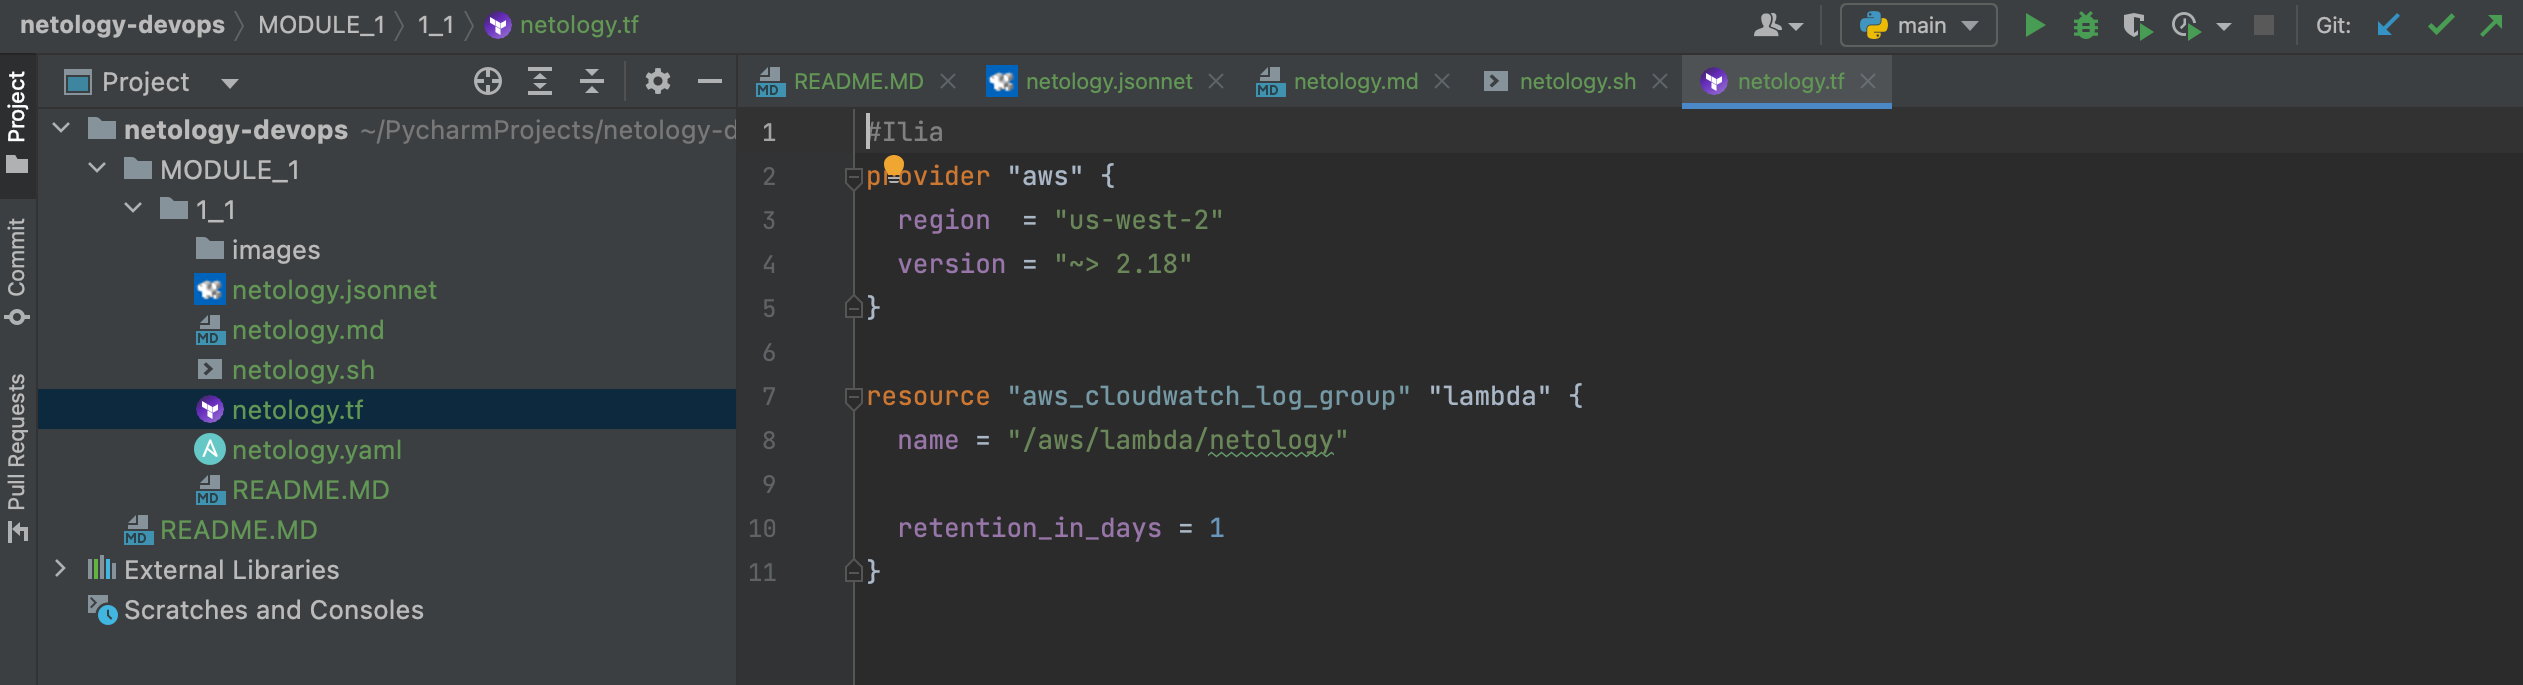 netology-devops MODULE_1 1_1 netology.tf main Git:
Project
README.MD netology.jsonnet netology.md netology.sh netology.tf
Project
Commit
Pull Requests
netology-devops ~/PycharmProjects/netology-d
MODULE_1
1_1
images
netology.jsonnet
MD netology.md
netology.sh
netology.tf
netology.yaml
MD README.MD
MD README.MD
External Libraries
Scratches and Consoles
1 #Ilia
2 provider "aws" {
3 region = "us-west-2"
4 version = "~> 2.18"
5 }
6
7 resource "aws_cloudwatch_log_group" "lambda" {
8 name = "/aws/lambda/netology"
9
10 retention_in_days = 1
11 }